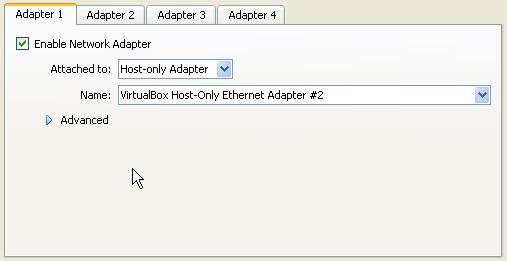 Adapter 1 Adapter 2 Adapter 3 Adapter 4
Enable Network Adapter
Attached to: Host-only Adapter
Name: VirtualBox Host-Only Ethernet Adapter #2
Advanced